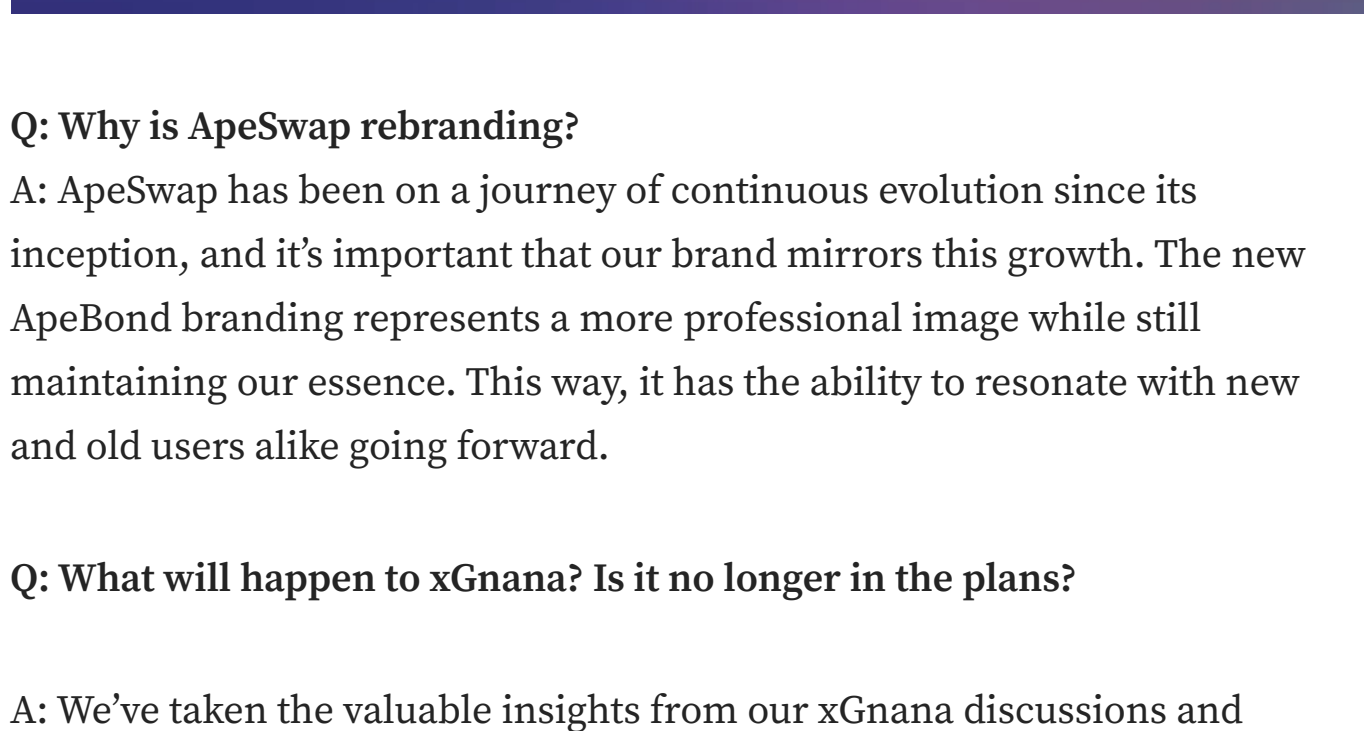 Q: Why is ApeSwap rebranding?
A: ApeSwap has been on a journey of continuous evolution since its
inception, and it’s important that our brand mirrors this growth. The new
ApeBond branding represents a more professional image while still
maintaining our essence. This way, it has the ability to resonate with new
and old users alike going forward.
Q: What will happen to xGnana? Is it no longer in the plans?
A: We’ve taken the valuable insights from our xGnana discussions and